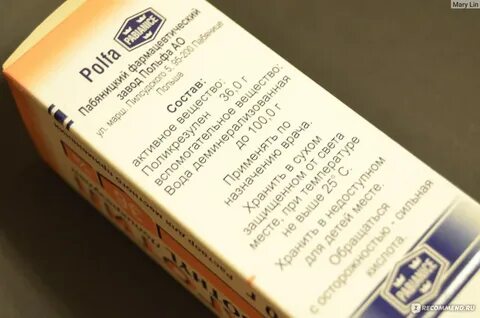 Mary Lin
Polfa
PABIANICE
Пабяницкий фармацевтический
завод Польфа АО
ул. марш. Пилсудского 5, 95-200 Пабянице
Польша
Состав:
активное вещество:
Поликрезулен 36,0 г
вспомогательное вещество:
Вода деминерализованная
до 100,0 г
Применять по
назначению врача.
Хранить в сухом
защищенном от света
месте, при температуре
не выше 25°С.
Хранить в недоступном
для детей месте.
Обращаться
с осторожностью - сильная
кислота.
PABIANICE
IRECOMMEND.RU